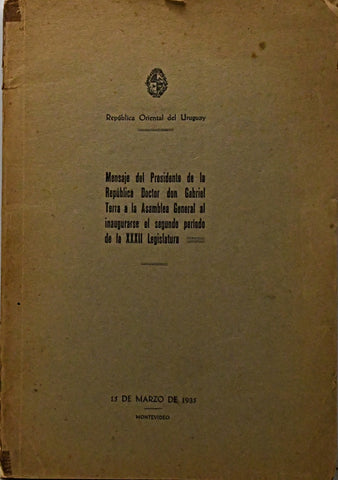 República Oriental del Uruguay
Mensaje del Presidente de la
República Doctor don Gabriel
Terra a la Asamblea General al
inaugurarse el segundo período
de la XXXII Legislatura
15 DE MARZO DE 1935
MONTEVIDEO